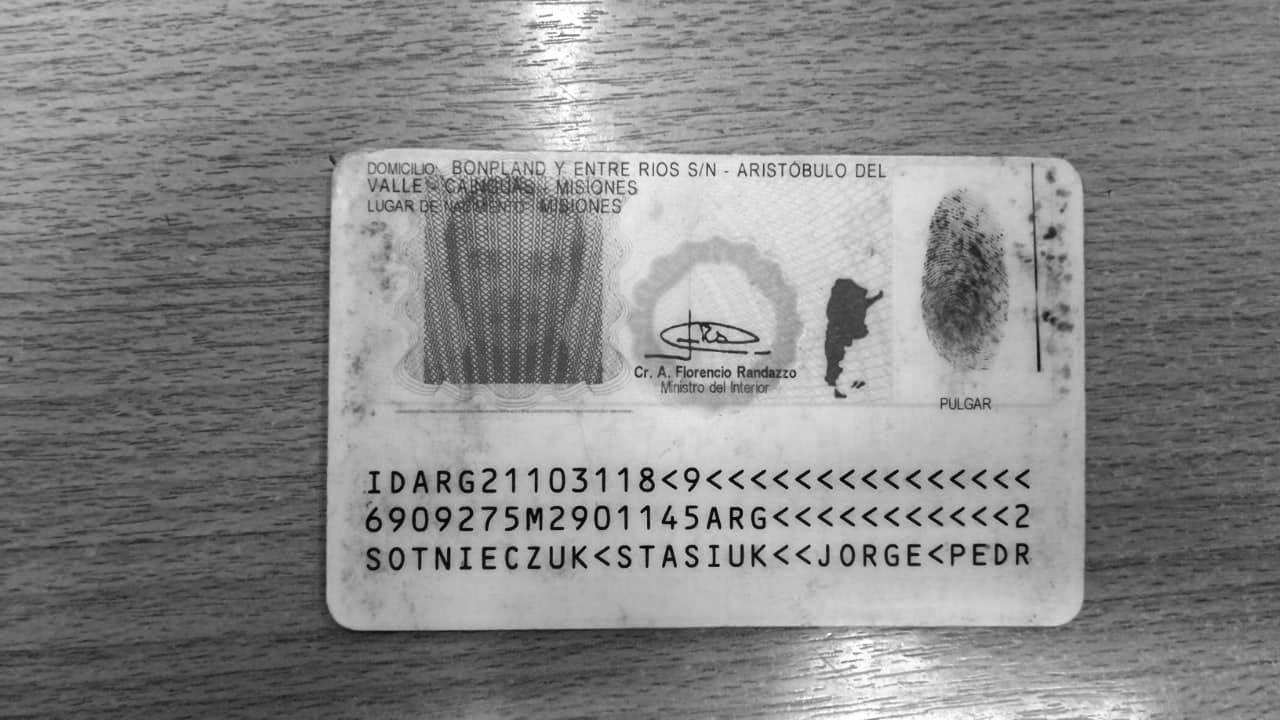 DOMICILIO: BONPLAND Y ENTRE RIOS S/N - ARISTÓBULO DEL
VALLE - CAINGUAS - MISIONES
LUGAR DE NACIMIENTO: MISIONES
Cr. A. Florencio Randazzo
Ministro del Interior
PULGAR
IDARG21103118<9<<<<<<<<<<<<<<<
6909275M2901145ARG<<<<<<<<<<<2
SOTNIECZUK<STASIUK<<JORGE<PEDR